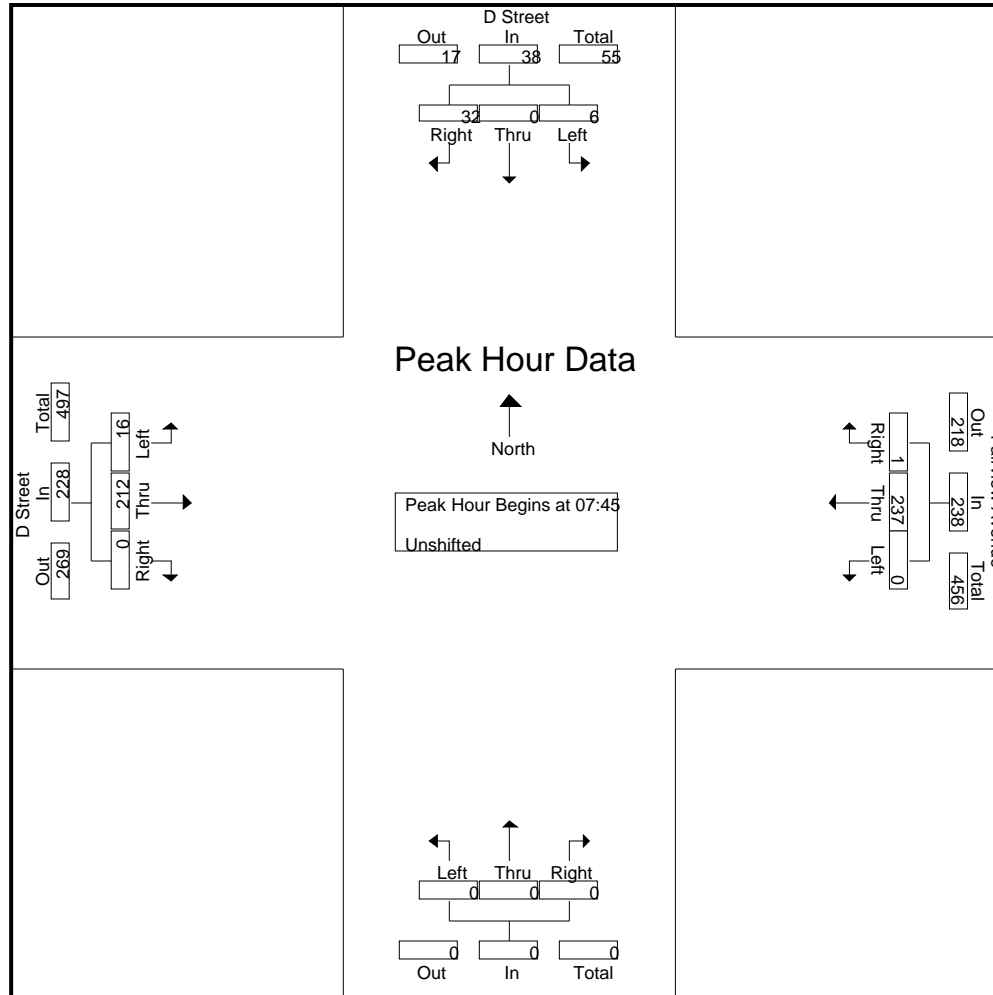 D Street
Out In Total
17 38 55
32 0 6
Right Thru Left
Peak Hour Data
North
Peak Hour Begins at 07:45
Unshifted
D Street
Total In Out
497 228 269
16 212 0
Left Thru Right
Out In Total
218 238 456
1 237 0
Right Thru Left
Left Thru Right
0 0 0
0 0 0
Out In Total